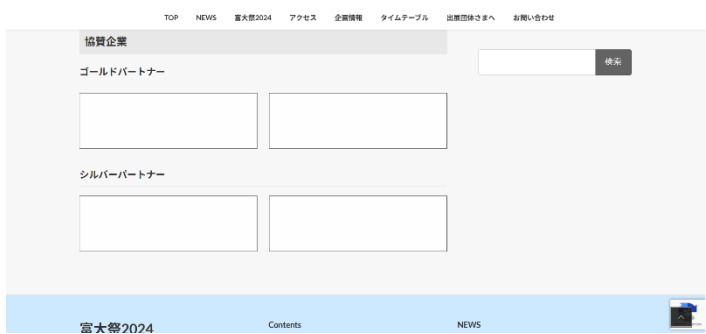 TOP NEWS 富大祭2024 アクセス 企画情報 タイムテーブル 出展団体さまへ お問い合わせ
協賛企業
検索
ゴールドパートナー
シルバーパートナー
富大祭2024 Contents NEWS